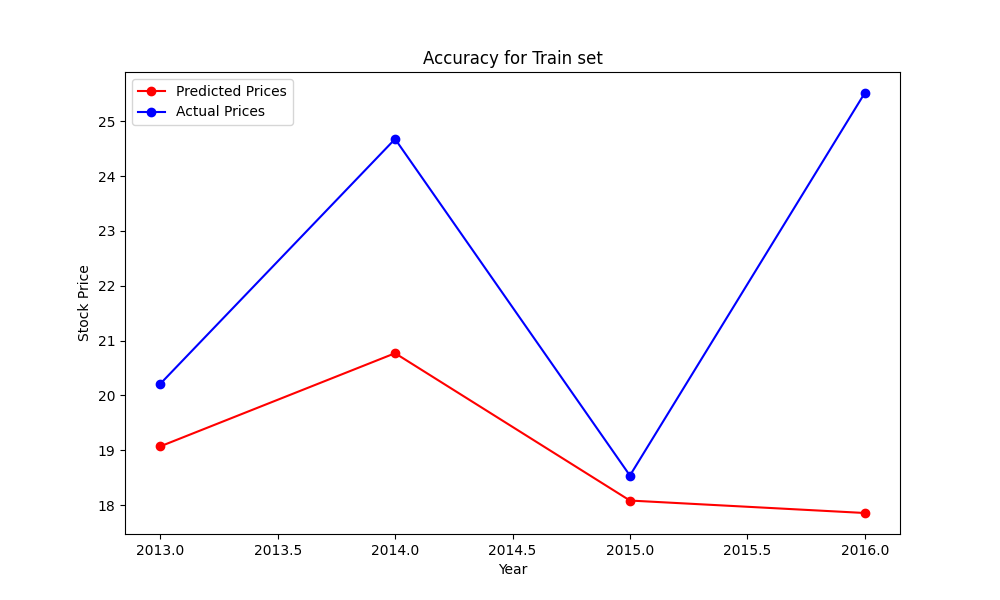 Accuracy for Train set
Predicted Prices
Actual Prices
25
24
23
22
21
20
19
18
Stock Price
2013.0 2013.5 2014.0 2014.5 2015.0 2015.5 2016.0
Year